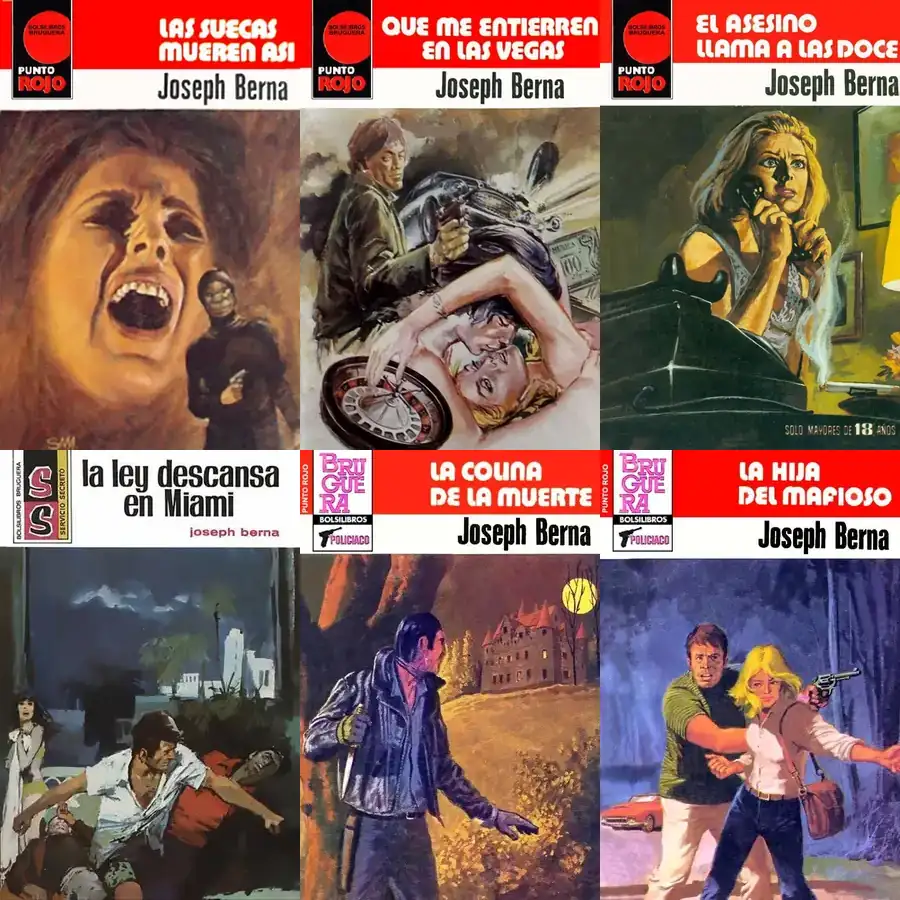 BOLSILIBROS
BRUGUERA
PUNTO
ROJO
LAS SUECAS
MUEREN ASI
Joseph Berna
SAM
BOLSILIBROS
BRUGUERA
PUNTO
ROJO
QUE ME ENTIERREN
EN LAS VEGAS
Joseph Berna
100
BOLSILIBROS
BRUGUERA
PUNTO
ROJO
EL ASESINO
LLAMA A LAS DOCE
Joseph Berna
SOLO MAYORES DE 18 AÑOS
BOLSILIBROS BRUGUERA
SS
SERVICIO SECRETO
la ley descansa
en Miami
joseph berna
PUNTO ROJO
BRU
GUE
RA
BOLSILIBROS
POLICIACO
LA COLINA
DE LA MUERTE
Joseph Berna
PUNTO ROJO
BRU
GUE
RA
BOLSILIBROS
POLICIACO
LA HIJA
DEL MAFIOSO
Joseph Berna